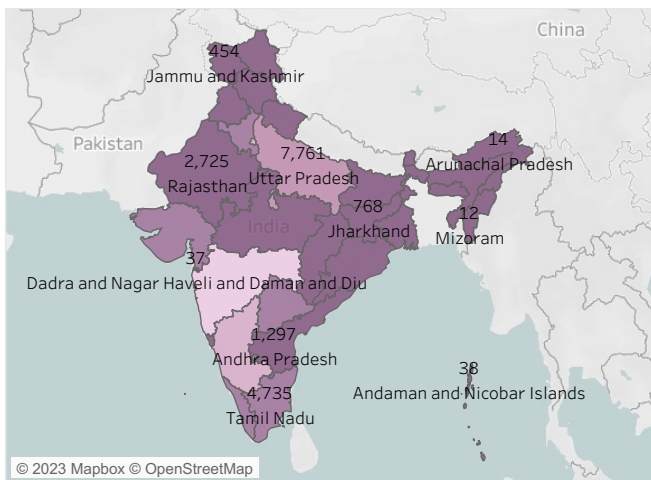 China
454
Jammu and Kashmir
Pakistan
14
Arunachal Pradesh
2,725
Rajasthan
7,761
Uttar Pradesh
768
Jharkhand
India
12
Mizoram
37
Dadra and Nagar Haveli and Daman and Diu
1,297
Andhra Pradesh
38
Andaman and Nicobar Islands
4,735
Tamil Nadu
© 2023 Mapbox © OpenStreetMap